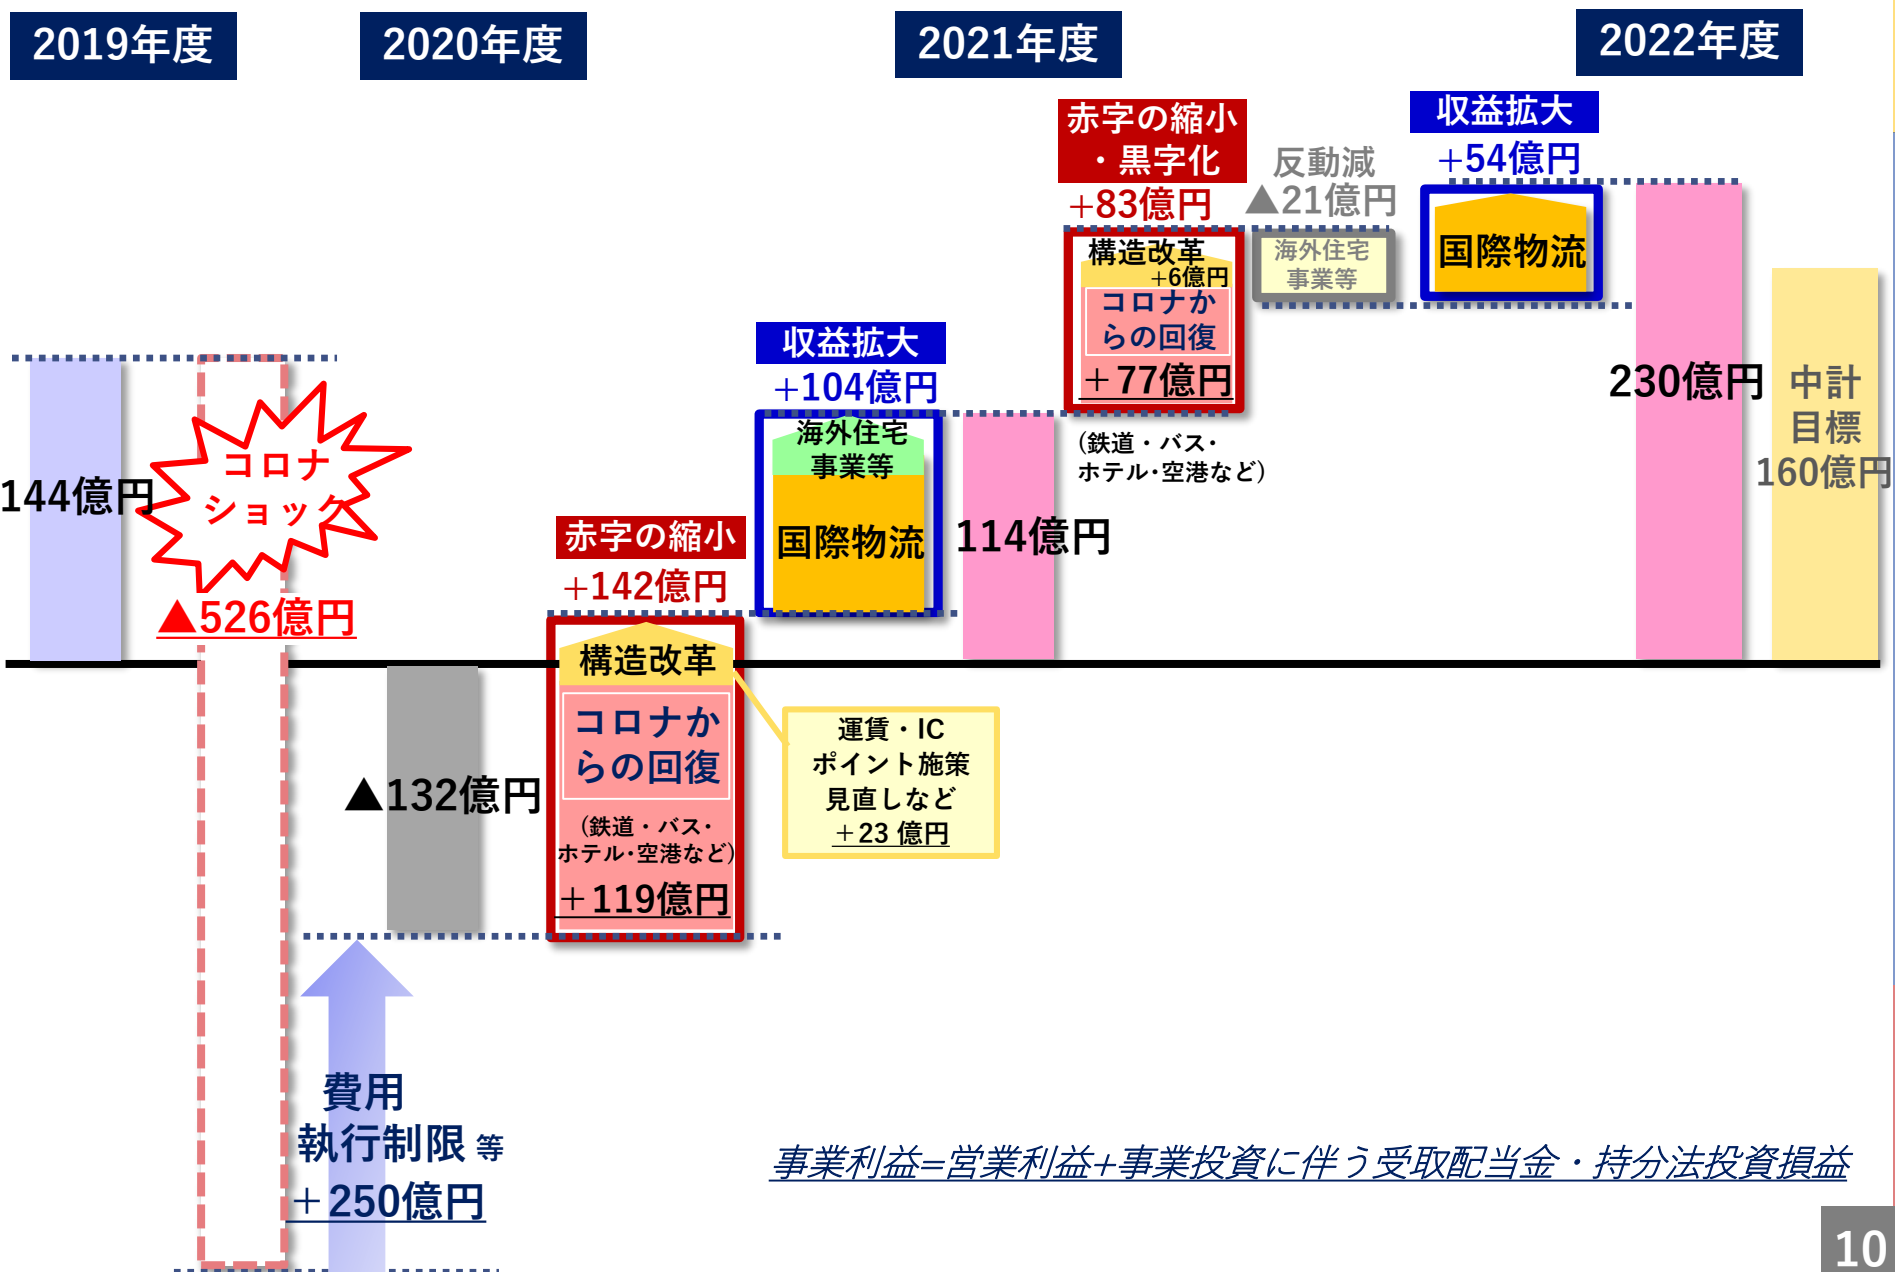 2019年度
2020年度
2021年度
2022年度
144億円
コロナ
ショック
▲526億円
費用
執行制限 等
＋250億円
▲132億円
赤字の縮小
＋142億円
構造改革
コロナか
らの回復
(鉄道・バス・
ホテル・空港など)
＋119億円
運賃・IC
ポイント施策
見直しなど
＋23 億円
収益拡大
＋104億円
海外住宅
事業等
国際物流
114億円
赤字の縮小
・黒字化
＋83億円
構造改革
＋6億円
コロナか
らの回復
＋77億円
(鉄道・バス・
ホテル・空港など)
反動減
▲21億円
海外住宅
事業等
収益拡大
＋54億円
国際物流
230億円
中計
目標
160億円
事業利益=営業利益+事業投資に伴う受取配当金・持分法投資損益
10